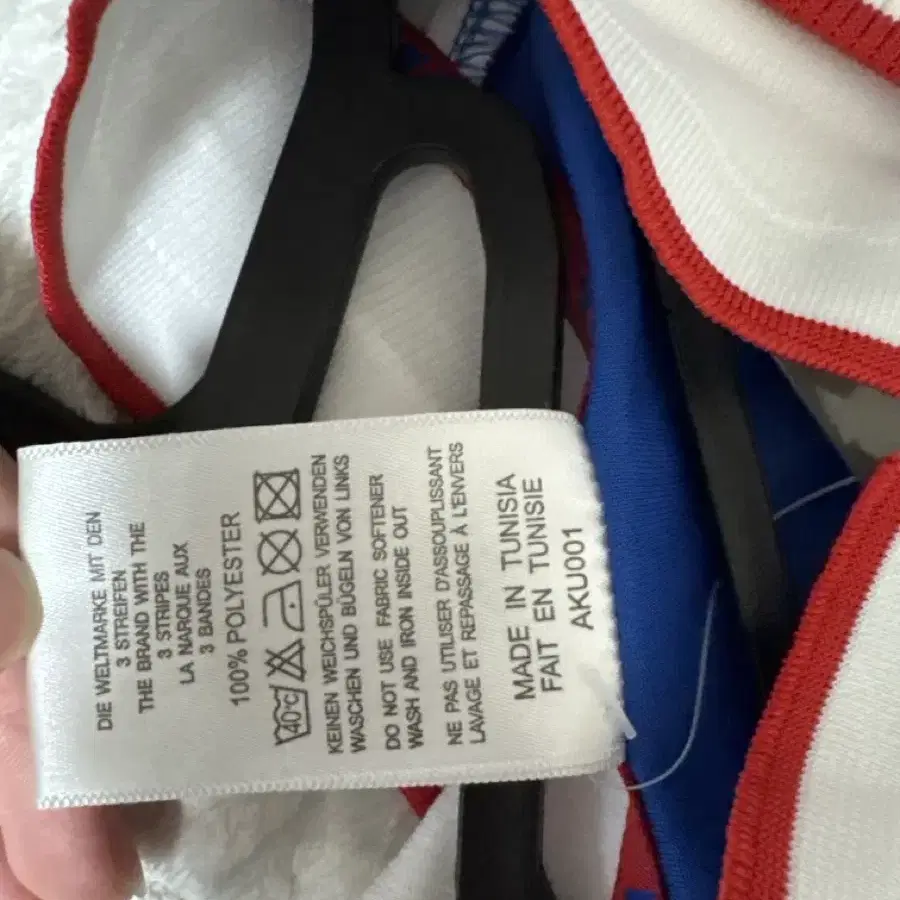 DIE WELTMARKE MIT DEN
3 STREIFEN
THE BRAND WITH THE
3 STRIPES
LA NARQUE AUX
3 BANDES
100% POLYESTER
40°C
KEINEN WEICHSPÜLER VERWENDEN
WASCHEN UND BÜGELN VON LINKS
DO NOT USE FABRIC SOFTENER
WASH AND IRON INSIDE OUT
NE PAS UTILISER D'ASSOUPLISSANT
LAVAGE ET REPASSAGE À L'ENVERS
MADE IN TUNISIA
FAIT EN TUNISIE
AKU001